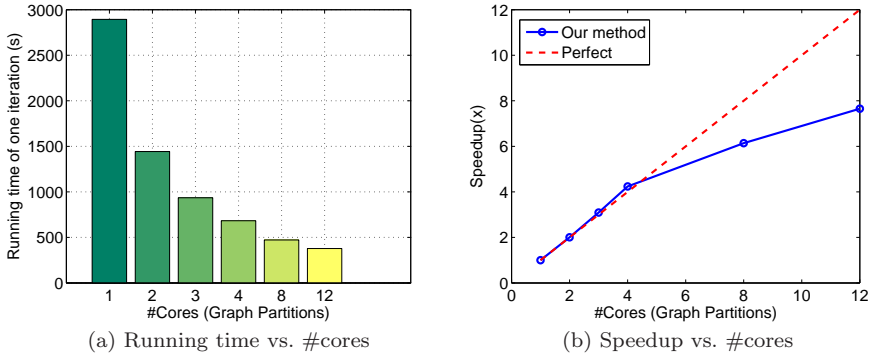 3000
2500
2000
1500
1000
500
0
Running time of one iteration (s)
1 2 3 4 8 12
#Cores (Graph Partitions)
(a) Running time vs. #cores
12
10
8
6
4
2
0
Speedup(x)
Our method
Perfect
0 2 4 6 8 10 12
#Cores (Graph Partitions)
(b) Speedup vs. #cores